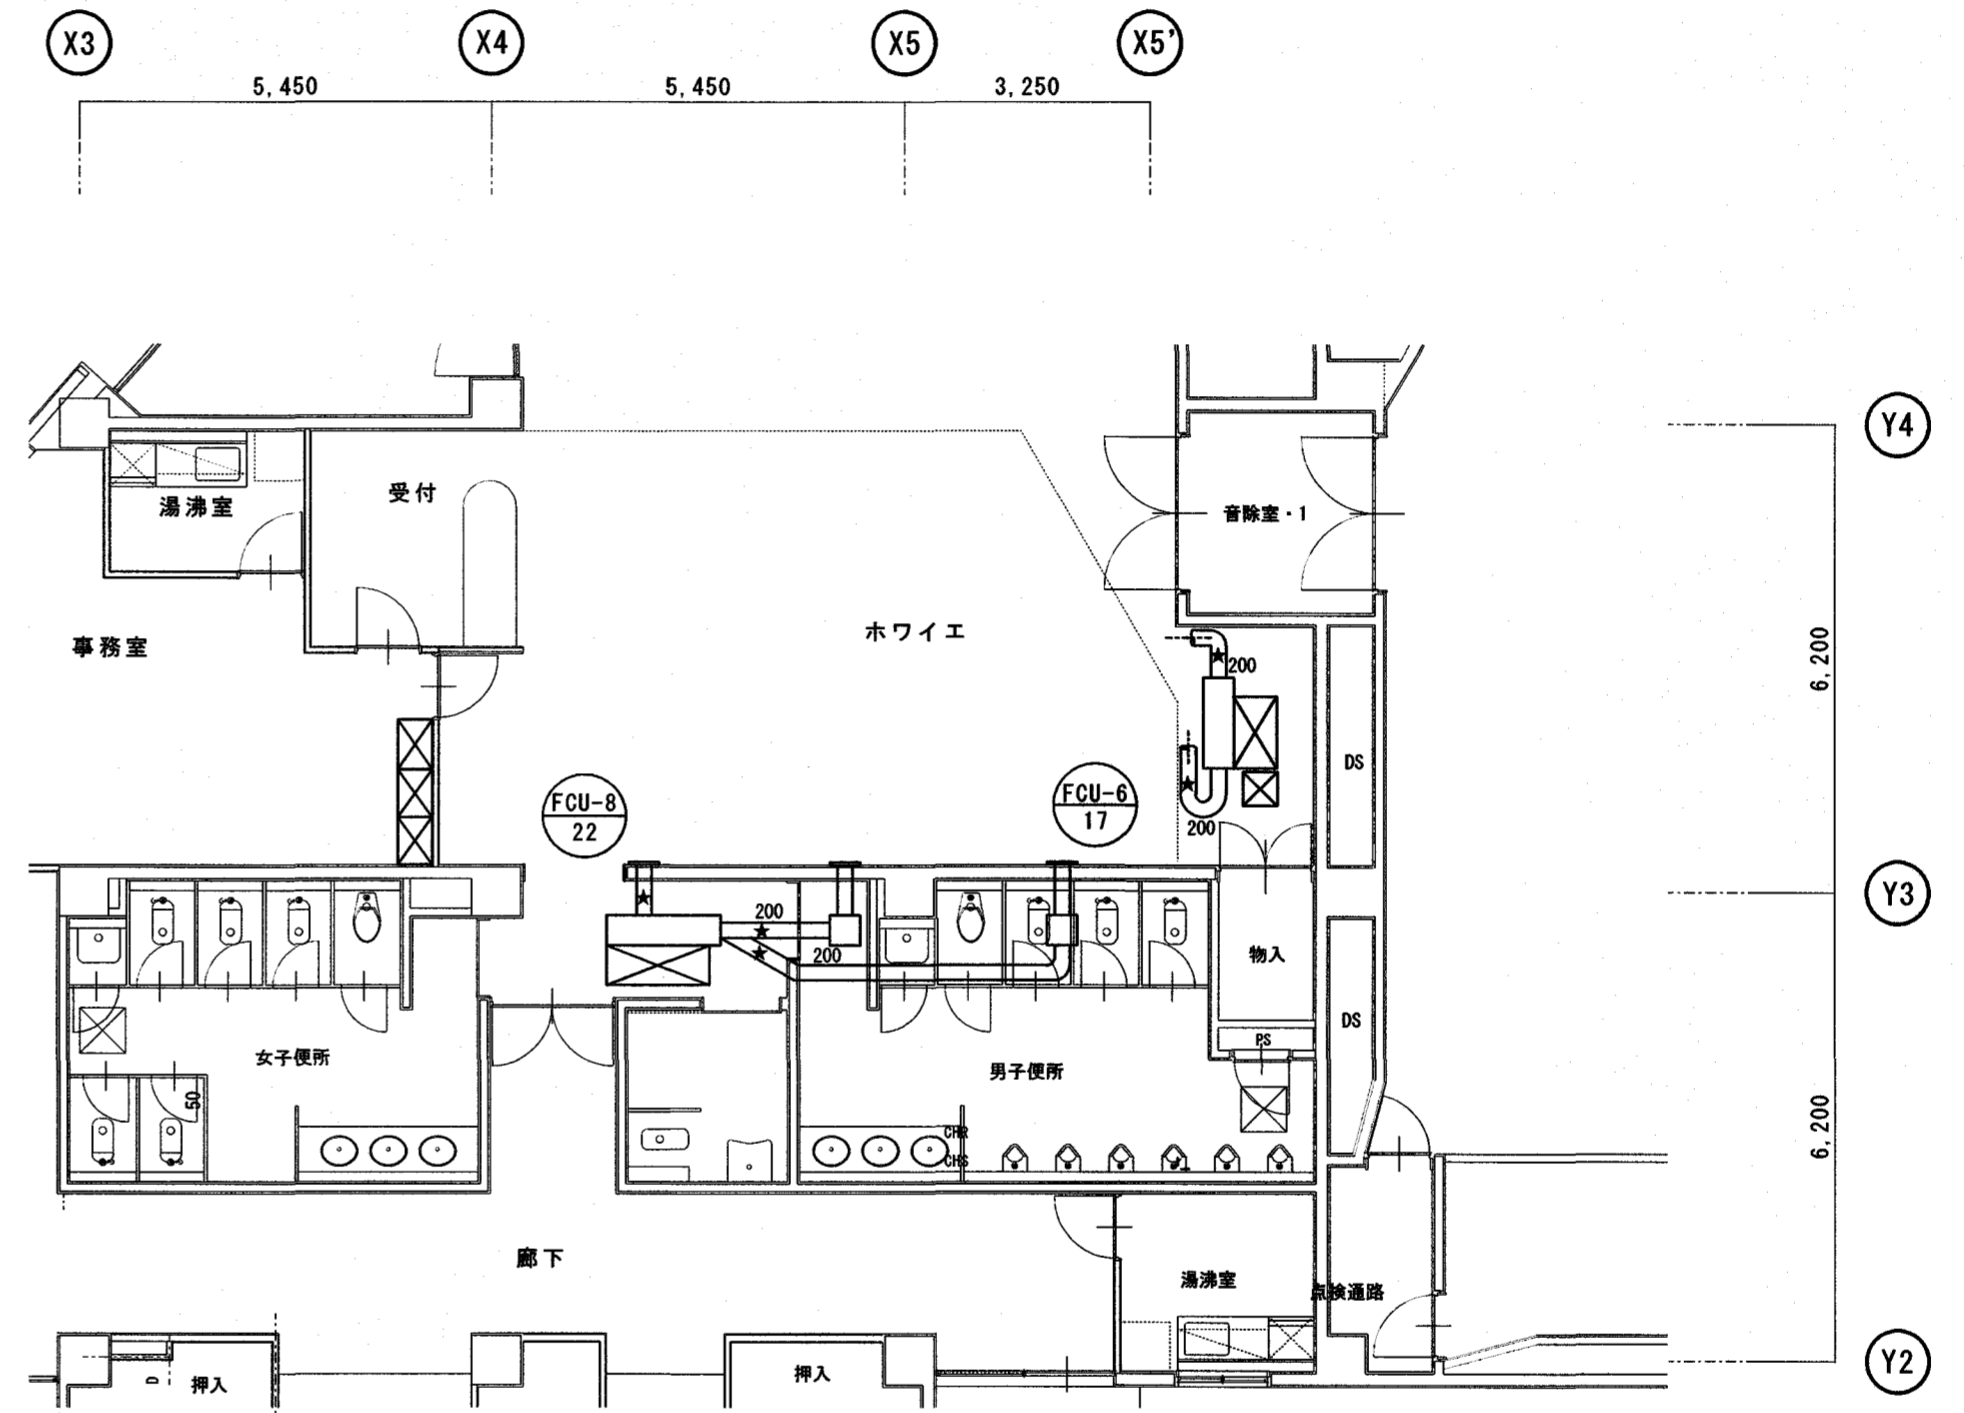 X3 X4 X5 X5'
5,450 5,450 3,250
Y4
湯沸室
受付
音除室・1
事務室
ホワイエ
6,200
200
DS
FCU-8
22
FCU-6
17
200
Y3
200
200
物入
DS
PS
女子便所
男子便所
50
CHR
CHS
6,200
廊下
湯沸室
点検通路
D
押入
押入
Y2